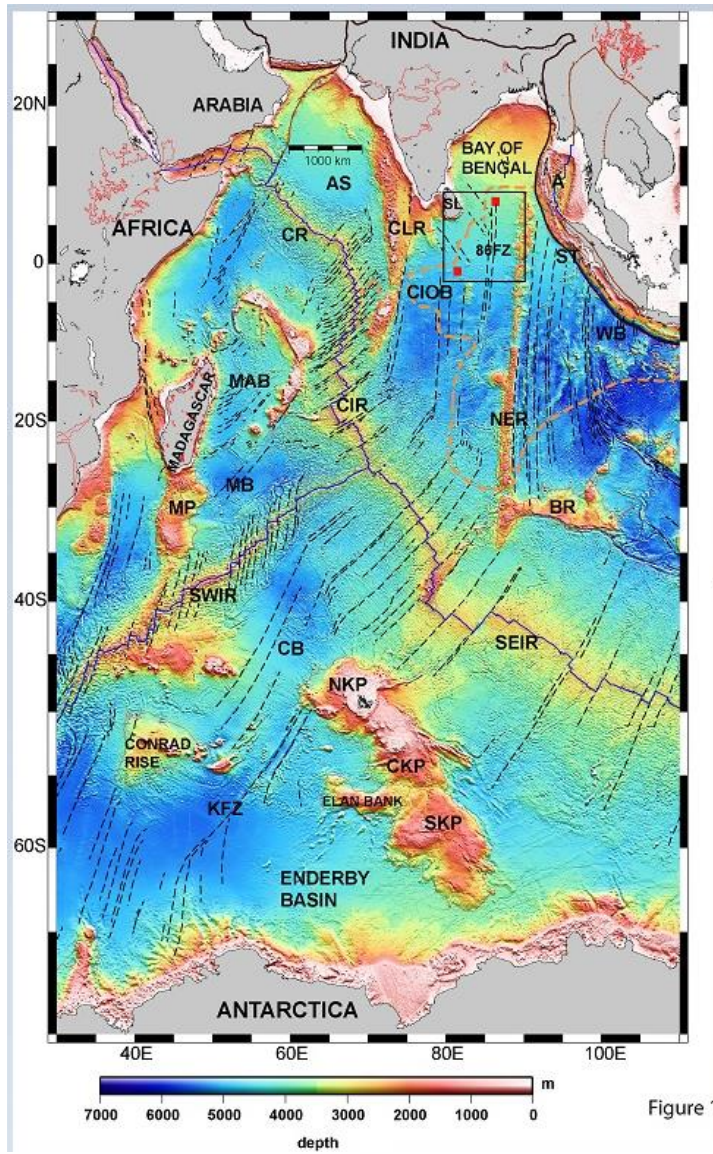 INDIA
20N
ARABIA
1000 km
AS
BAY OF
BENGAL
A
SL
AFRICA
CR
CLR
86FZ
ST
0
CIOB
WB
MAB
MADAGASCAR
CIR
20S
NER
MB
MP
BR
SWIR
40S
SEIR
CB
NKP
CONRAD
RISE
CKP
KFZ
ELAN BANK
SKP
60S
ENDERBY
BASIN
ANTARCTICA
40E 60E 80E 100E
m
7000 6000 5000 4000 3000 2000 1000 0
depth
Figure 1